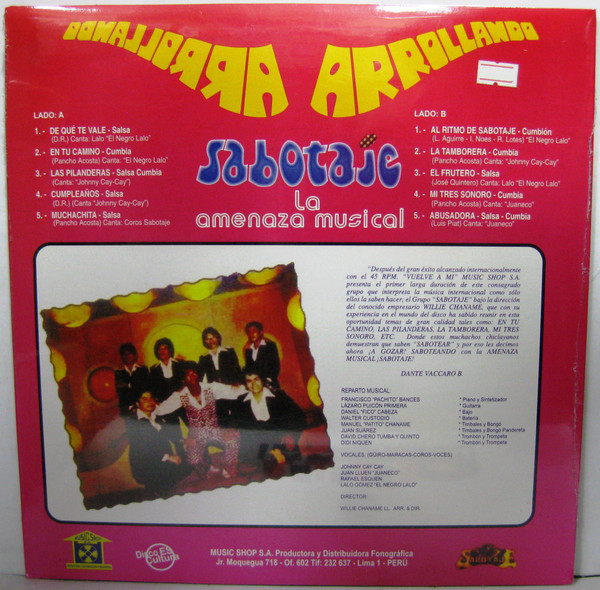 ARROLLANDO ARROLLANDO
LADO: A
1.- DE QUÉ TE VALE - Salsa
(D.R.) Canta: Lalo "El Negro Lalo"
2.- EN TU CAMINO - Cumbia
(Pancho Acosta) Canta: "El Negro Lalo"
3.- LAS PILANDERAS - Salsa Cumbia
(Canta: "Johnny Cay-Cay")
4.- CUMPLEAÑOS - Salsa
(D.R.) (Canta "Johnny Cay-Cay")
5.- MUCHACHITA - Salsa
(Pancho Acosta) Canta: Coros Sabotaje
Sabotaje
La
amenaza musical
LADO: B
1.- AL RITMO DE SABOTAJE - Cumbión
(L. Aguirre - I. Noes - R. Lotes) "El Negro Lalo"
2.- LA TAMBORERA - Cumbia
(Pancho Acosta) Canta: "Johnny Cay-Cay"
3.- EL FRUTERO - Salsa
(José Quintero) Canta: Lalo "El Negro Lalo"
4.- MI TRES SONORO - Cumbia
(Pancho Acosta) Canta: "Juaneco"
5.- ABUSADORA - Salsa - Cumbia
(Luis Piat) Canta: "Juaneco"
"Después del gran éxito alcanzado internacionalmente
con el 45 RPM. "VUELVE A MI" MUSIC SHOP S.A.
presenta el primer larga duración de este consagrado
grupo que interpreta la música internacional como sólo
ellos la saben hacer; el Grupo "SABOTAJE" bajo la dirección
del conocido empresario WILLIE CHANAME, que con su
experiencia en el mundo del disco ha sabido reunir en esta
oportunidad temas de gran calidad tales como: EN TU
CAMINO, LAS PILANDERAS, LA TAMBORERA, MI TRES
SONORO, ETC. Donde estos muchachos chiclayanos
demuestran que saben "SABOTEAR" y por eso les decimos
ahora ¡A GOZAR! SABOTEANDO con la AMENAZA
MUSICAL ¡SABOTAJE!
DANTE VACCARO B.
REPARTO MUSICAL:
FRANCISCO "PACHITO" BANCES * Piano y Sintetizador
LÁZARO PUICÓN PRIMERA * Guitarra
DANIEL "FICO" CABEZA * Bajo
WALTER CUSTODIO * Batería
MANUEL "PATITO" CHANAME * Timbales y Bongó
JUAN SUÁREZ * Timbales y Bongó Pandereta
DAVID CHERO TUMBA Y QUINTO * Trombón y Trompeta
DIDI NIQUEN * Trombón y Trompeta
VOCALES: (GÜIRO-MARACAS-COROS-VOCES)
JOHNNY CAY CAY
JUAN LLUEN "JUANECO"
RAFAEL ESQUEN
LALO GÓMEZ "EL NEGRO LALO"
DIRECTOR:
WILLIE CHANAME LL. ARR. & DIR.
Disco ES
Cultura
MUSIC SHOP S.A. Productora y Distribuidora Fonográfica
Jr. Moquegua 718 - Of. 602 Tif: 232 637 - Lima 1 - PERÚ